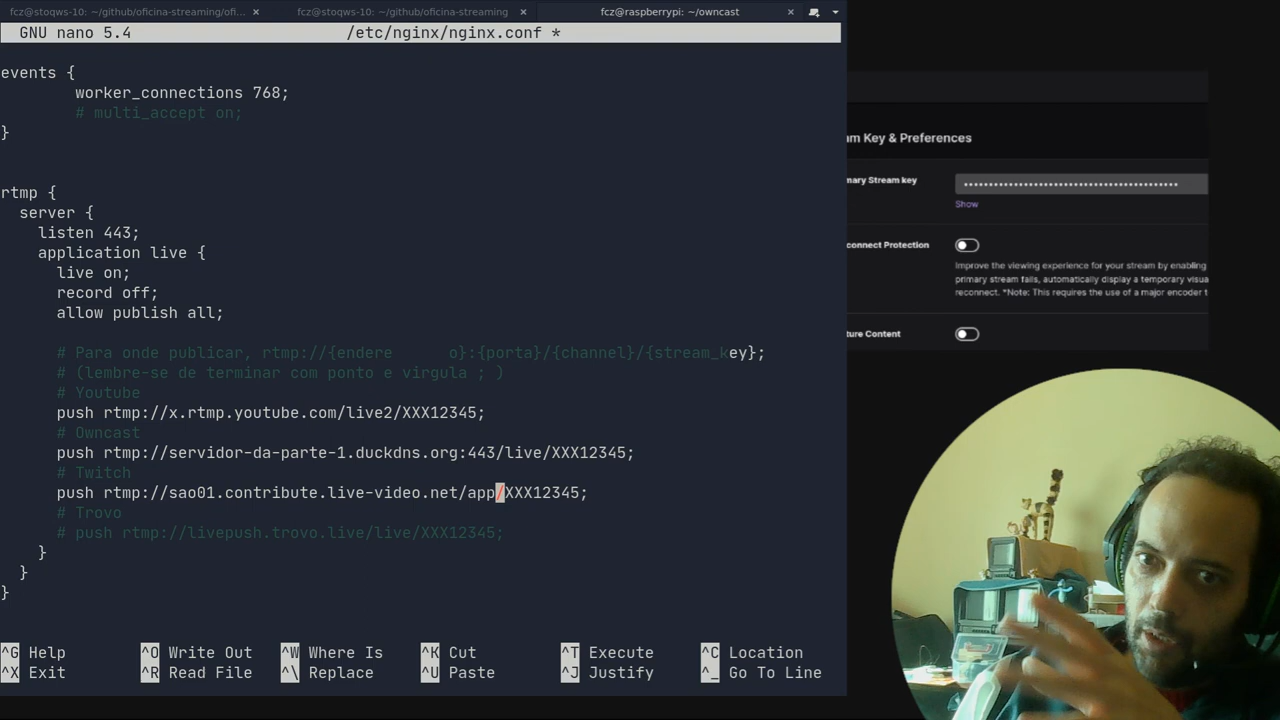 fcz@stoqws-10: ~/github/oficina-streaming/ofi... ×
fcz@stoqws-10: ~/github/oficina-streaming ×
fcz@raspberrypi: ~/owncast ×
GNU nano 5.4 /etc/nginx/nginx.conf *
events {
worker_connections 768;
# multi_accept on;
}
rtmp {
server {
listen 443;
application live {
live on;
record off;
allow publish all;
# Para onde publicar, rtmp://{endere o}:{porta}/{channel}/{stream_key};
# (lembre-se de terminar com ponto e virgula ; )
# Youtube
push rtmp://x.rtmp.youtube.com/live2/XXX12345;
# Owncast
push rtmp://servidor-da-parte-1.duckdns.org:443/live/XXX12345;
# Twitch
push rtmp://sao01.contribute.live-video.net/app/XXX12345;
# Trovo
# push rtmp://livepush.trovo.live/live/XXX12345;
}
}
}
^G Help ^O Write Out ^W Where Is ^K Cut ^T Execute ^C Location
^X Exit ^R Read File ^\ Replace ^U Paste ^J Justify ^_ Go To Line
am Key & Preferences
mary Stream key
Show
connect Protection
Improve the viewing experience for your stream by enabling
primary stream fails, automatically display a temporary visua
reconnect. *Note: This requires the use of a major encoder t
ture Content